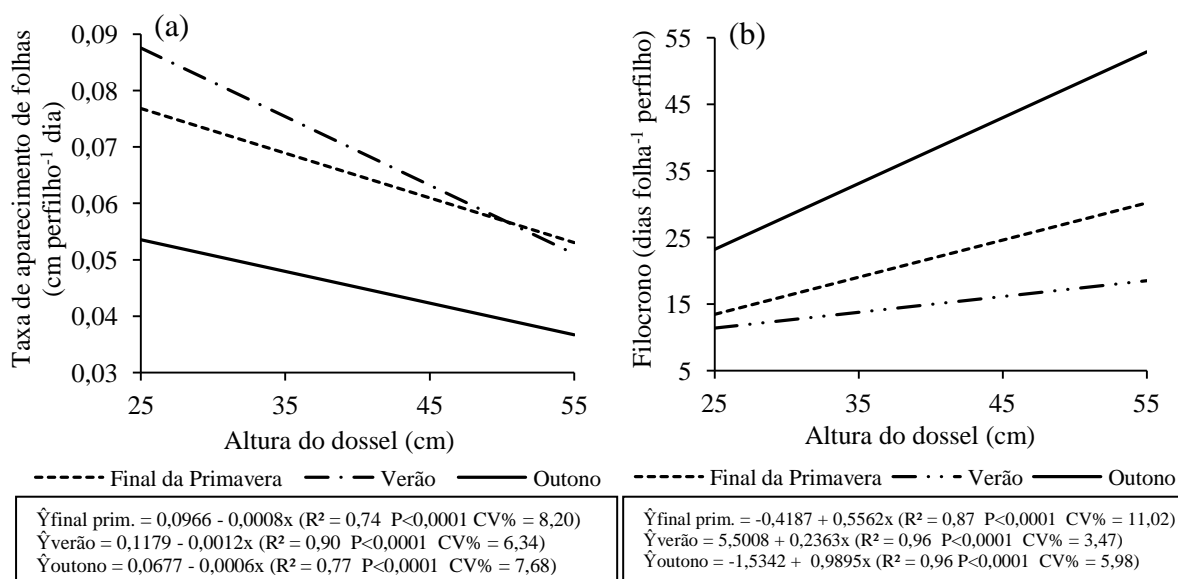 (a)
Taxa de aparecimento de folhas
(cm perfilho⁻¹ dia)
0,09
0,08
0,07
0,06
0,05
0,04
0,03
25 35 45 55
Altura do dossel (cm)
Final da Primavera Verão Outono
Ŷfinal prim. = 0,0966 - 0,0008x (R² = 0,74 P<0,0001 CV% = 8,20)
Ŷverão = 0,1179 - 0,0012x (R² = 0,90 P<0,0001 CV% = 6,34)
Ŷoutono = 0,0677 - 0,0006x (R² = 0,77 P<0,0001 CV% = 7,68)
(b)
Filocrono (dias folha⁻¹ perfilho)
55
45
35
25
15
5
25 35 45 55
Altura do dossel (cm)
Final da Primavera Verão Outono
Ŷfinal prim. = -0,4187 + 0,5562x (R² = 0,87 P<0,0001 CV% = 11,02)
Ŷverão = 5,5008 + 0,2363x (R² = 0,96 P<0,0001 CV% = 3,47)
Ŷoutono = -1,5342 + 0,9895x (R² = 0,96 P<0,0001 CV% = 5,98)